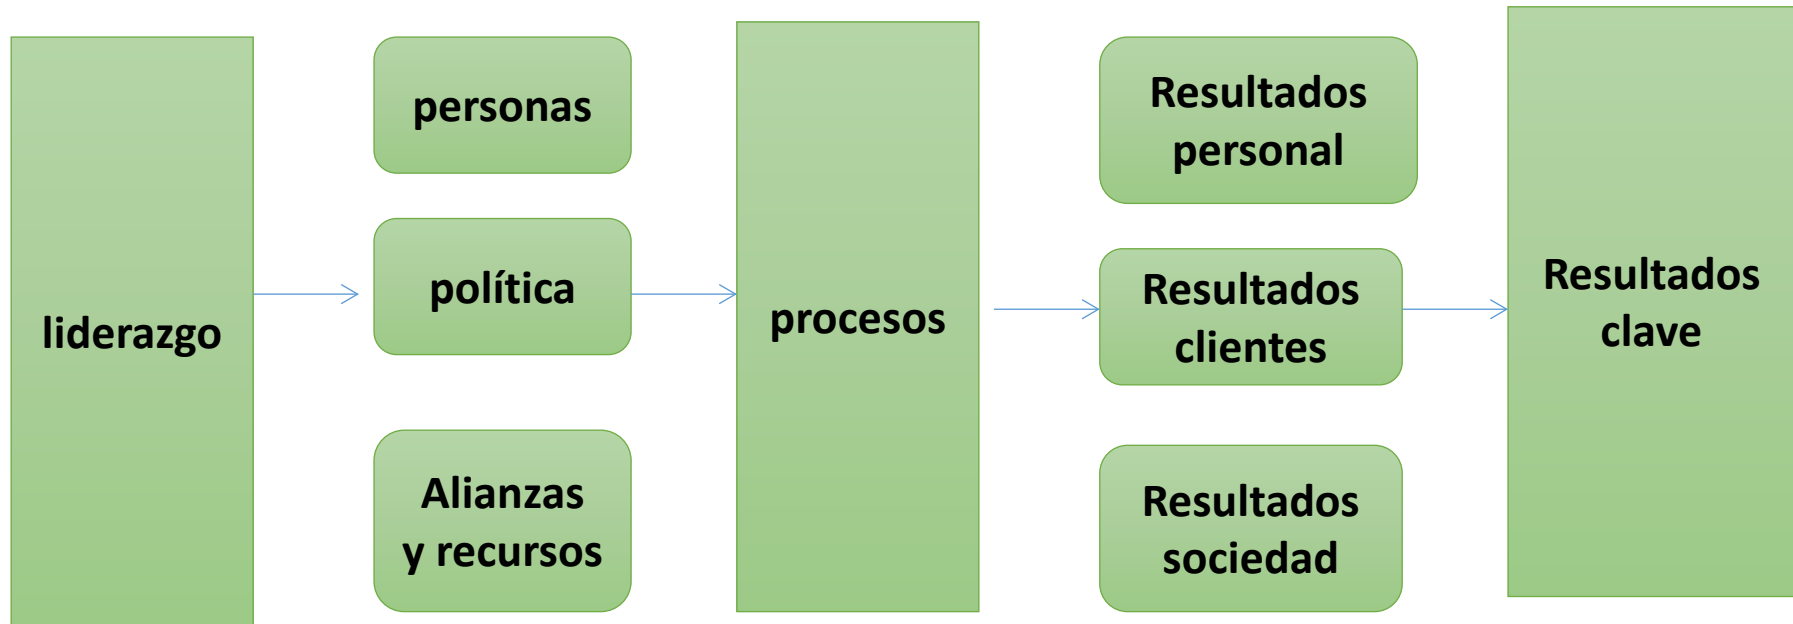 liderazgo
personas
política
Alianzas
y recursos
procesos
Resultados
personal
Resultados
clientes
Resultados
sociedad
Resultados
clave